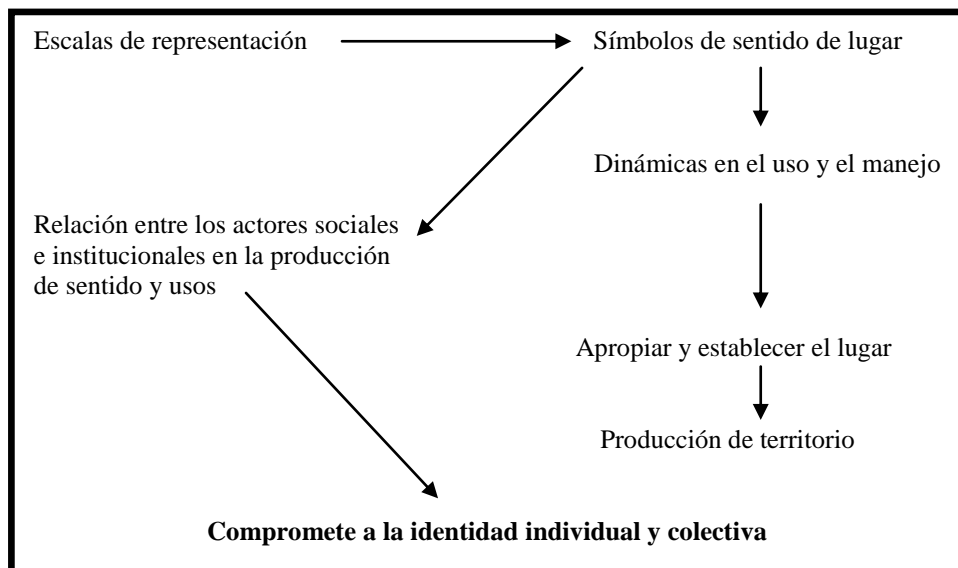 Escalas de representación
Símbolos de sentido de lugar
Dinámicas en el uso y el manejo
Relación entre los actores sociales
e institucionales en la producción
de sentido y usos
Apropiar y establecer el lugar
Producción de territorio
Compromete a la identidad individual y colectiva